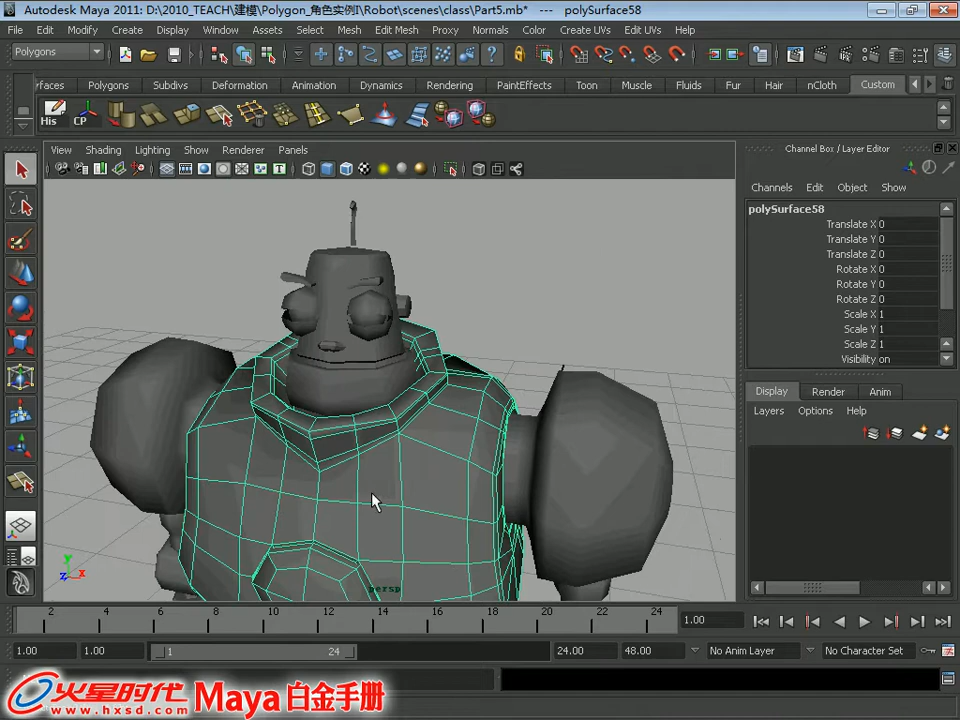 Autodesk Maya 2011: D:\2010_TEACH\建模\Polygon_角色实例I\Robot\scenes\class\Part5.mb* --- polySurface58
File Edit Modify Create Display Window Assets Select Mesh Edit Mesh Proxy Normals Color Create UVs Edit UVs Help
Polygons
rfaces Polygons Subdivs Deformation Animation Dynamics Rendering PaintEffects Toon Muscle Fluids Fur Hair nCloth Custom
His CP
View Shading Lighting Show Renderer Panels
Channel Box / Layer Editor
Channels Edit Object Show
polySurface58
Translate X 0
Translate Y 0
Translate Z 0
Rotate X 0
Rotate Y 0
Rotate Z 0
Scale X 1
Scale Y 1
Scale Z 1
Visibility on
Display Render Anim
Layers Options Help
y
z x
persp
2 4 6 8 10 12 14 16 18 20 22 24
1.00
1.00 1.00 1 24 24.00 48.00 No Anim Layer No Character Set
火星时代 Maya 白金手册
www.hxsd.com